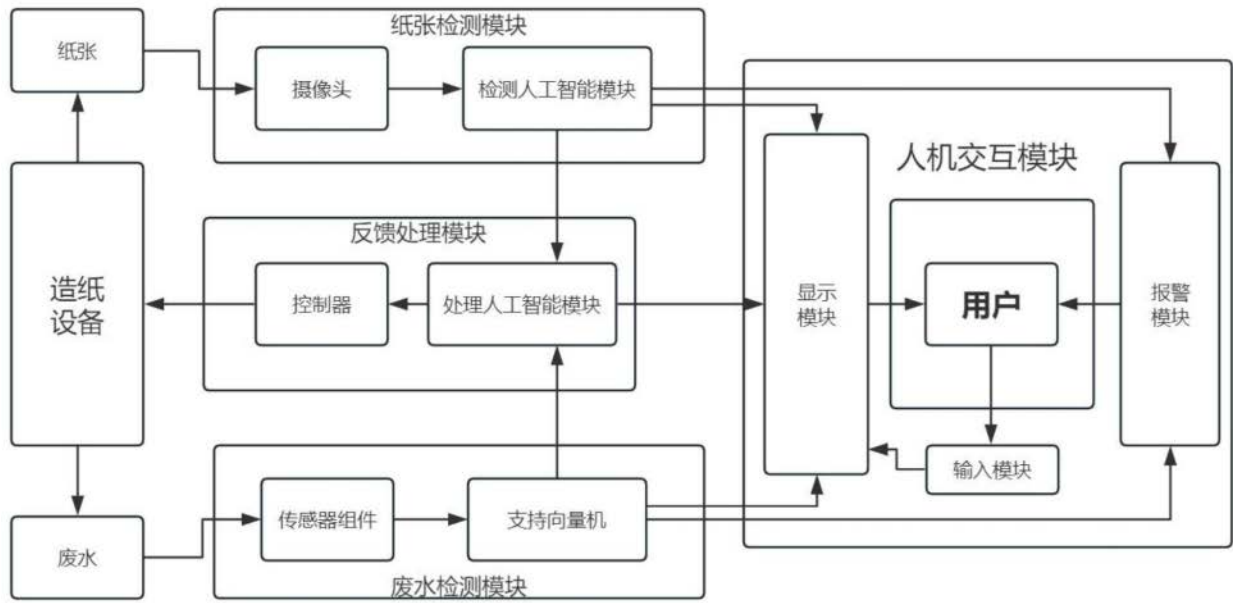 纸张检测模块
纸张
摄像头
检测人工智能模块
人机交互模块
反馈处理模块
造纸
设备
控制器
处理人工智能模块
显示
模块
用户
报警
模块
输入模块
传感器组件
支持向量机
废水
废水检测模块